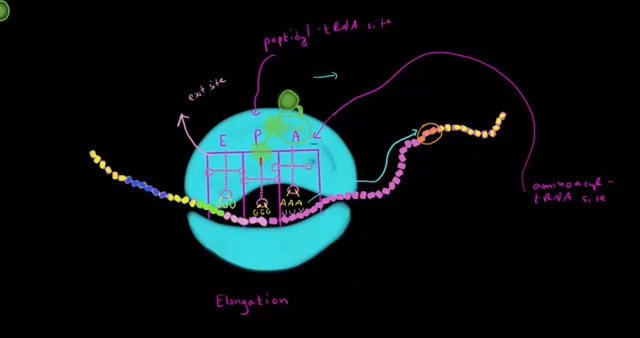 peptidyl-tRNA site
exit site
E P A
UUU
GGG
AAA
UUU
aminoacyl-
tRNA site
Elongation